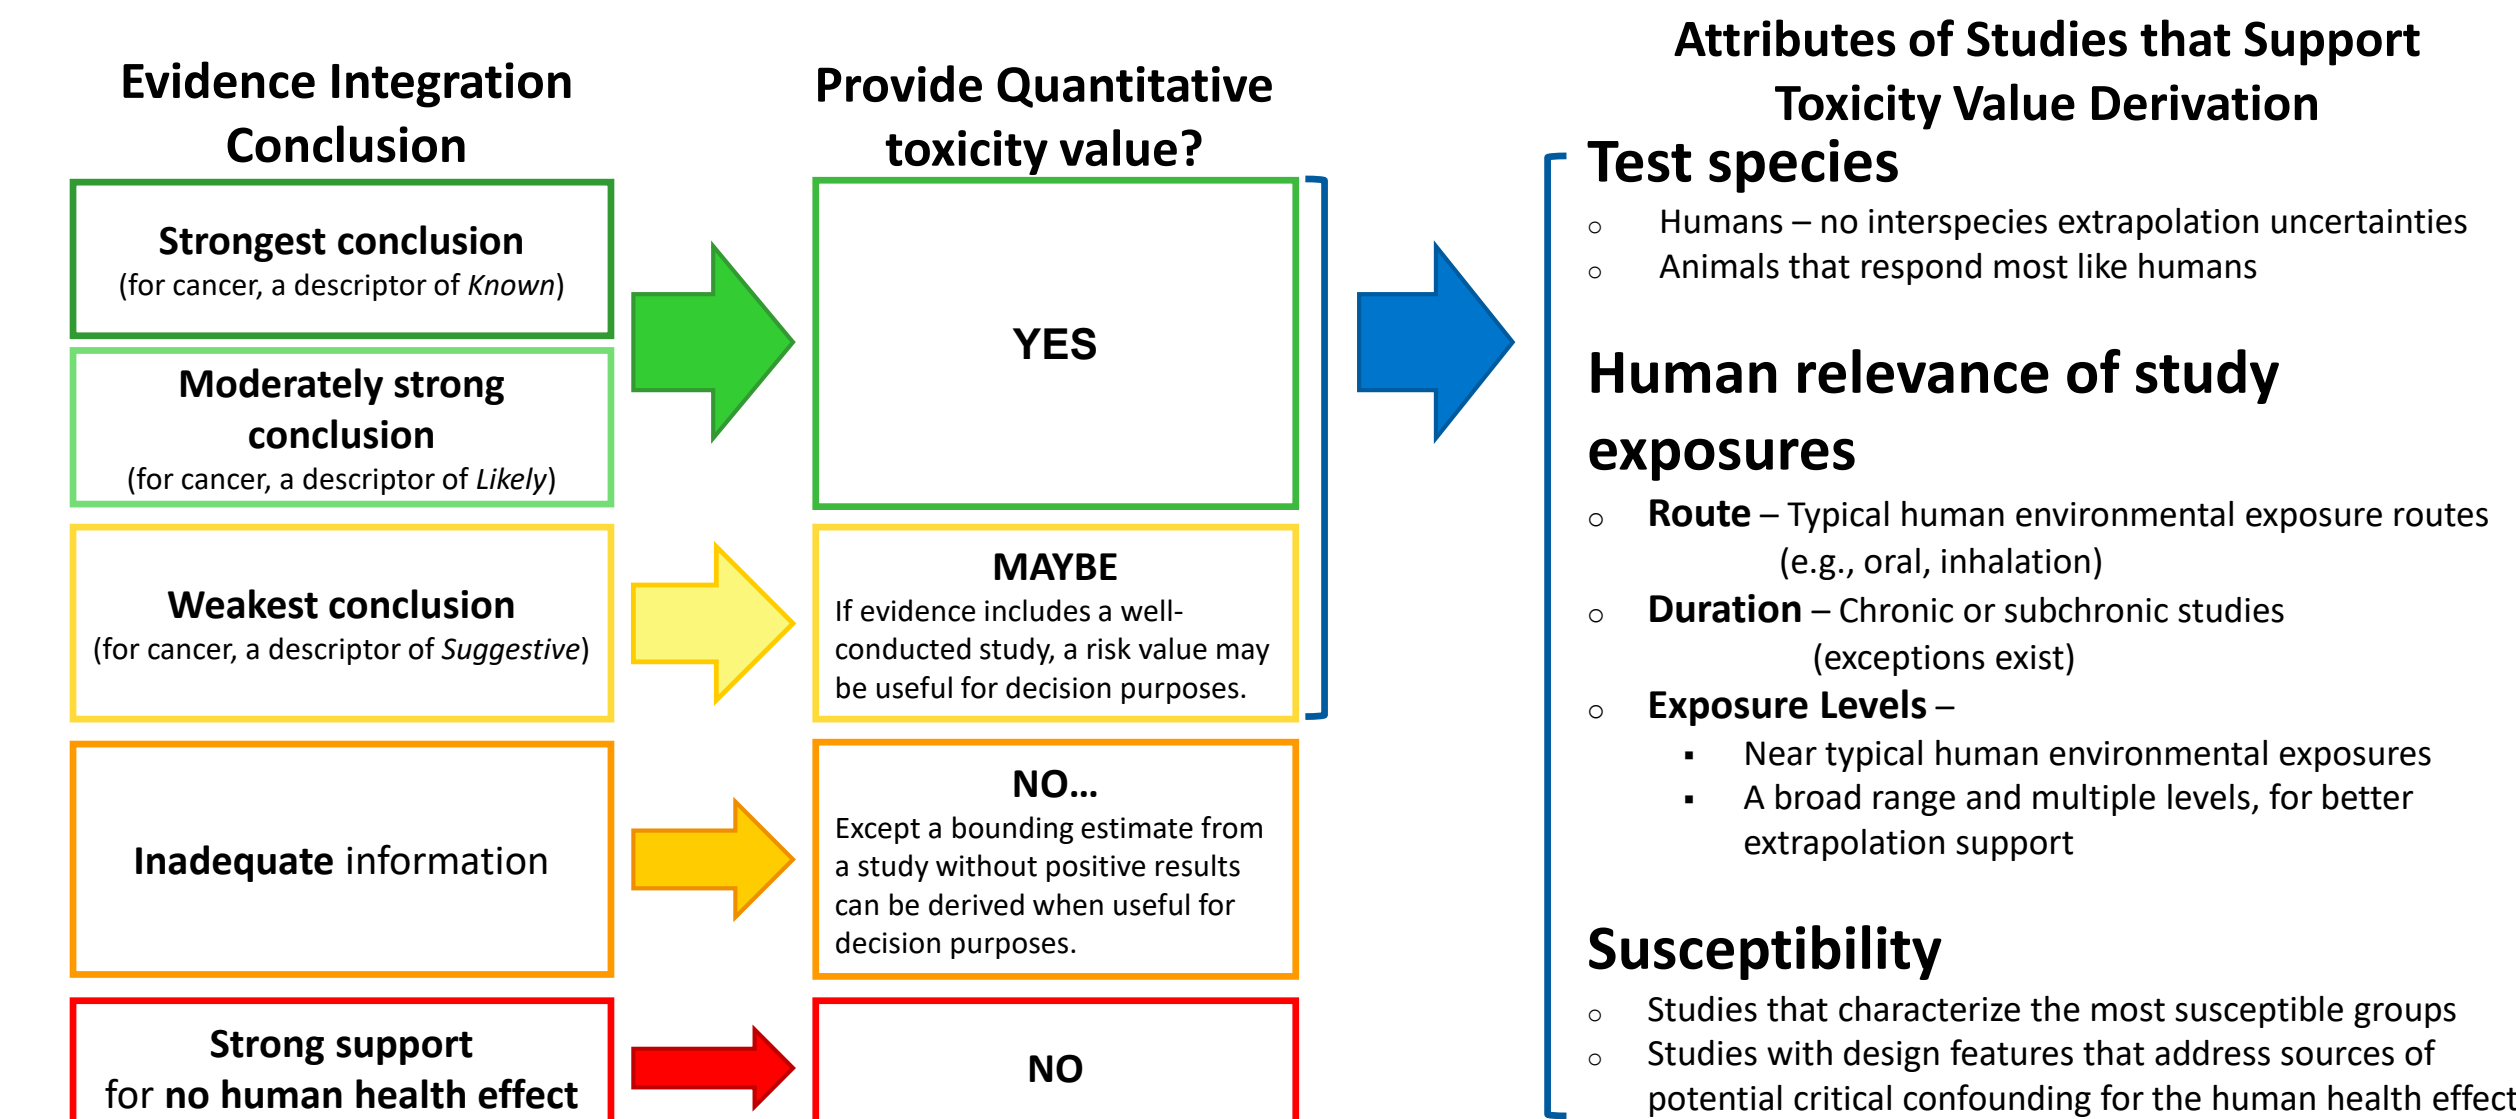 Evidence Integration
Conclusion
Strongest conclusion
(for cancer, a descriptor of Known)
Moderately strong
conclusion
(for cancer, a descriptor of Likely)
Weakest conclusion
(for cancer, a descriptor of Suggestive)
Inadequate information
Strong support
for no human health effect
Provide Quantitative
toxicity value?
YES
MAYBE
If evidence includes a well-
conducted study, a risk value may
be useful for decision purposes.
NO...
Except a bounding estimate from
a study without positive results
can be derived when useful for
decision purposes.
NO
Attributes of Studies that Support
Toxicity Value Derivation
Test species
○ Humans – no interspecies extrapolation uncertainties
○ Animals that respond most like humans
Human relevance of study
exposures
○ Route – Typical human environmental exposure routes
(e.g., oral, inhalation)
○ Duration – Chronic or subchronic studies
(exceptions exist)
○ Exposure Levels –
▪ Near typical human environmental exposures
▪ A broad range and multiple levels, for better
extrapolation support
Susceptibility
○ Studies that characterize the most susceptible groups
○ Studies with design features that address sources of
potential critical confounding for the human health effect